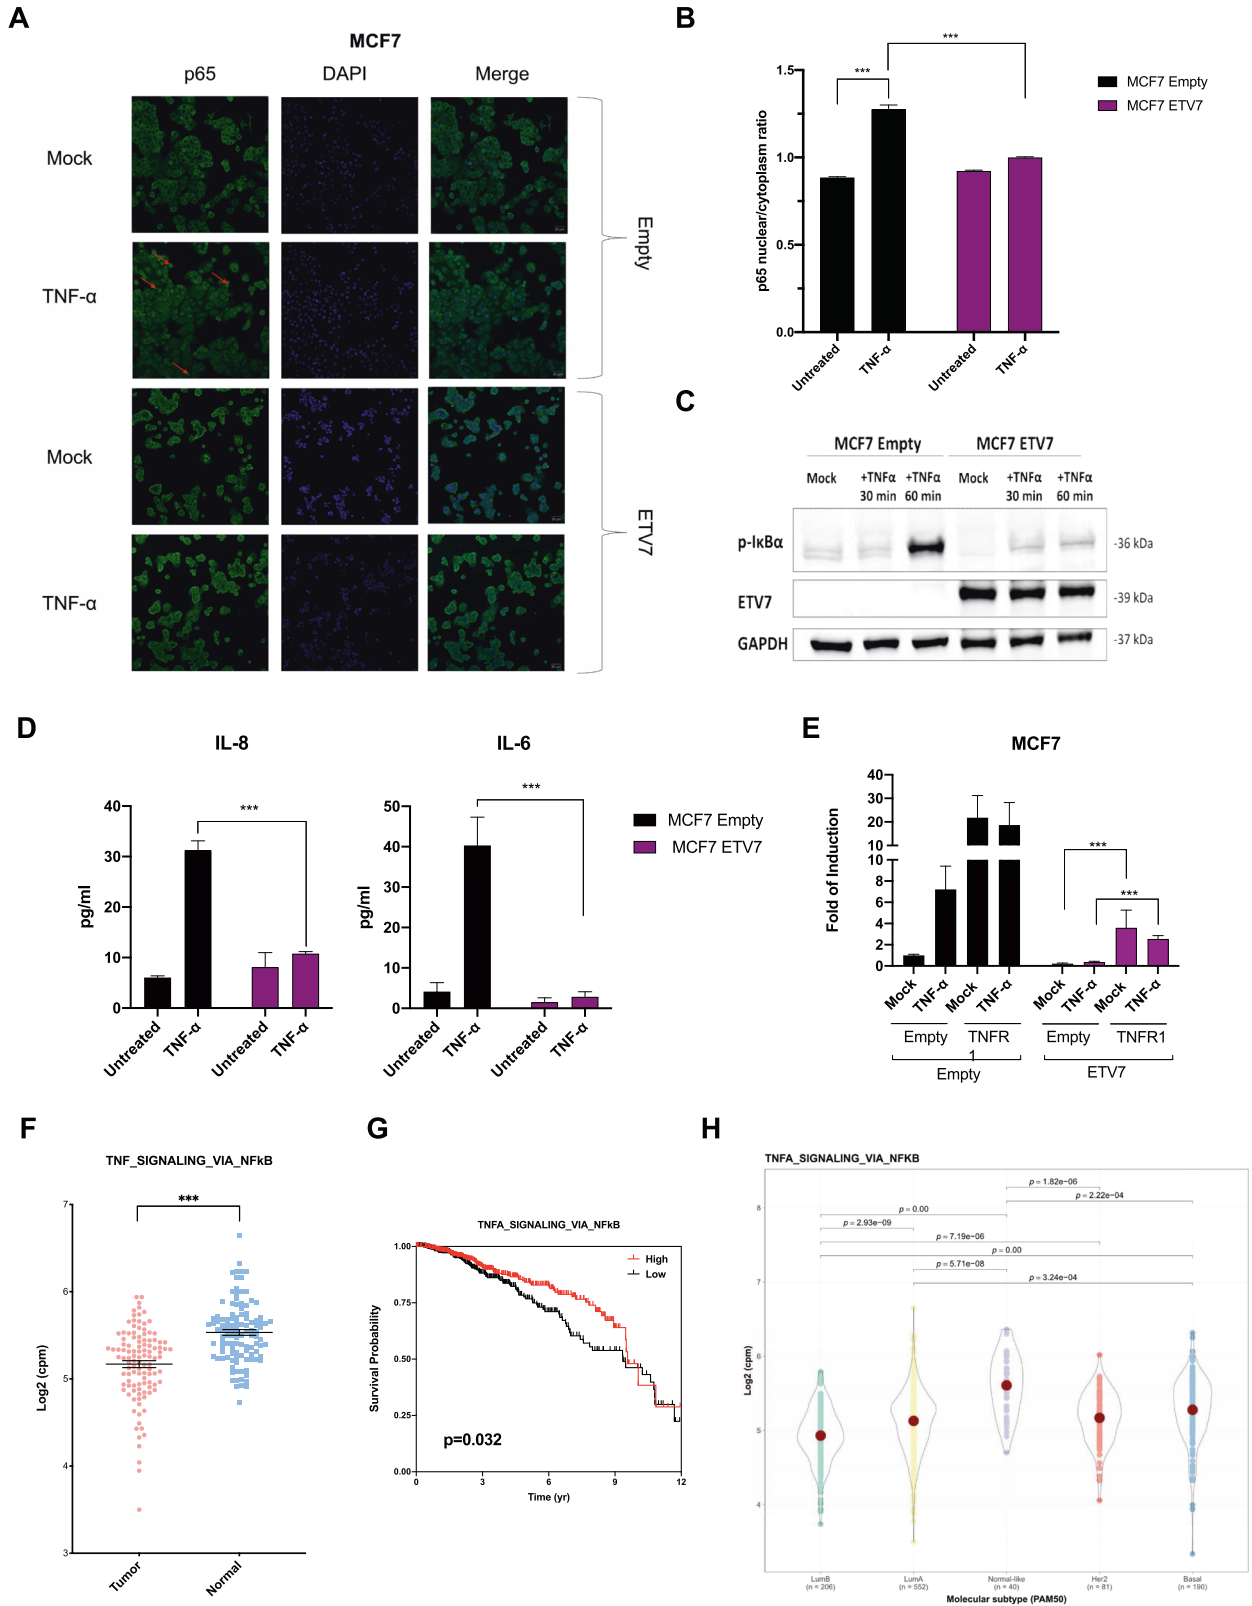 A
MCF7
p65 DAPI Merge
Mock
TNF-α
Empty
Mock
TNF-α
ETV7
B
*** ***
MCF7 Empty
MCF7 ETV7
p65 nuclear/cytoplasm ratio
1.5
1.0
0.5
0.0
Untreated TNF-α Untreated TNF-α
C
MCF7 Empty MCF7 ETV7
Mock +TNFα 30 min +TNFα 60 min Mock +TNFα 30 min +TNFα 60 min
p-IκBα -36 kDa
ETV7 -39 kDa
GAPDH -37 kDa
D
IL-8
pg/ml
40
30
20
10
0
***
Untreated TNF-α Untreated TNF-α
IL-6
pg/ml
50
40
30
20
10
0
***
Untreated TNF-α Untreated TNF-α
MCF7 Empty
MCF7 ETV7
E
MCF7
Fold of Induction
40
30
20
10
10
8
6
4
2
0
***
***
Mock TNF-α Mock TNF-α Mock TNF-α Mock TNF-α
Empty TNFR 1 Empty TNFR1
Empty ETV7
F
TNF_SIGNALING_VIA_NFkB
***
Log2 (cpm)
7
6
5
4
3
Tumor Normal
G
TNFA_SIGNALING_VIA_NFkB
High
Low
Survival Probability
1.00
0.75
0.50
0.25
0.00
p=0.032
0 3 6 9 12
Time (yr)
H
TNFA_SIGNALING_VIA_NFKB
p = 1.82e-06
p = 2.22e-04
p = 0.00
p = 2.93e-09
p = 7.19e-06
p = 0.00
p = 5.71e-08
p = 3.24e-04
Log2 (cpm)
8
7
6
5
4
LumB LumA Normal-like Her2 Basal
(n = 206) (n = 552) (n = 40) (n = 81) (n = 190)
Molecular subtype (PAM50)